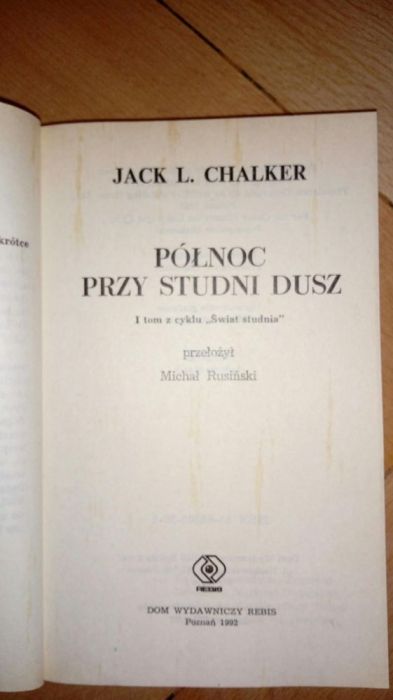 krótce
JACK L. CHALKER
PÓŁNOC
PRZY STUDNI DUSZ
I tom z cyklu „Świat studnia"
przełożył
Michał Rusiński
REBIS
DOM WYDAWNICZY REBIS
Poznań 1992